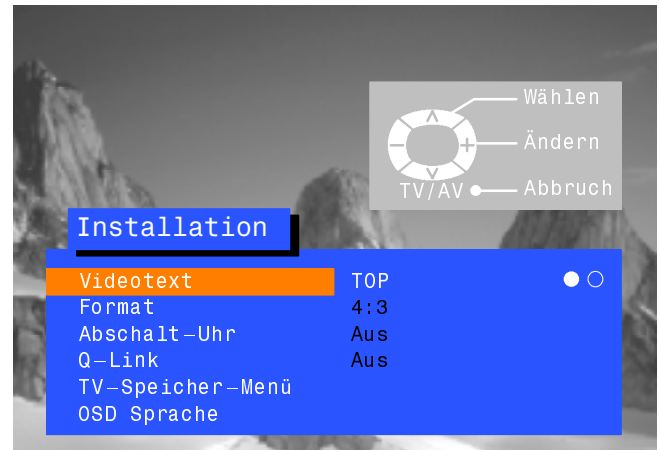 Wählen
Ändern
TV/AV Abbruch
Installation
Videotext TOP
Format 4:3
Abschalt–Uhr Aus
Q–Link Aus
TV–Speicher–Menü
OSD Sprache